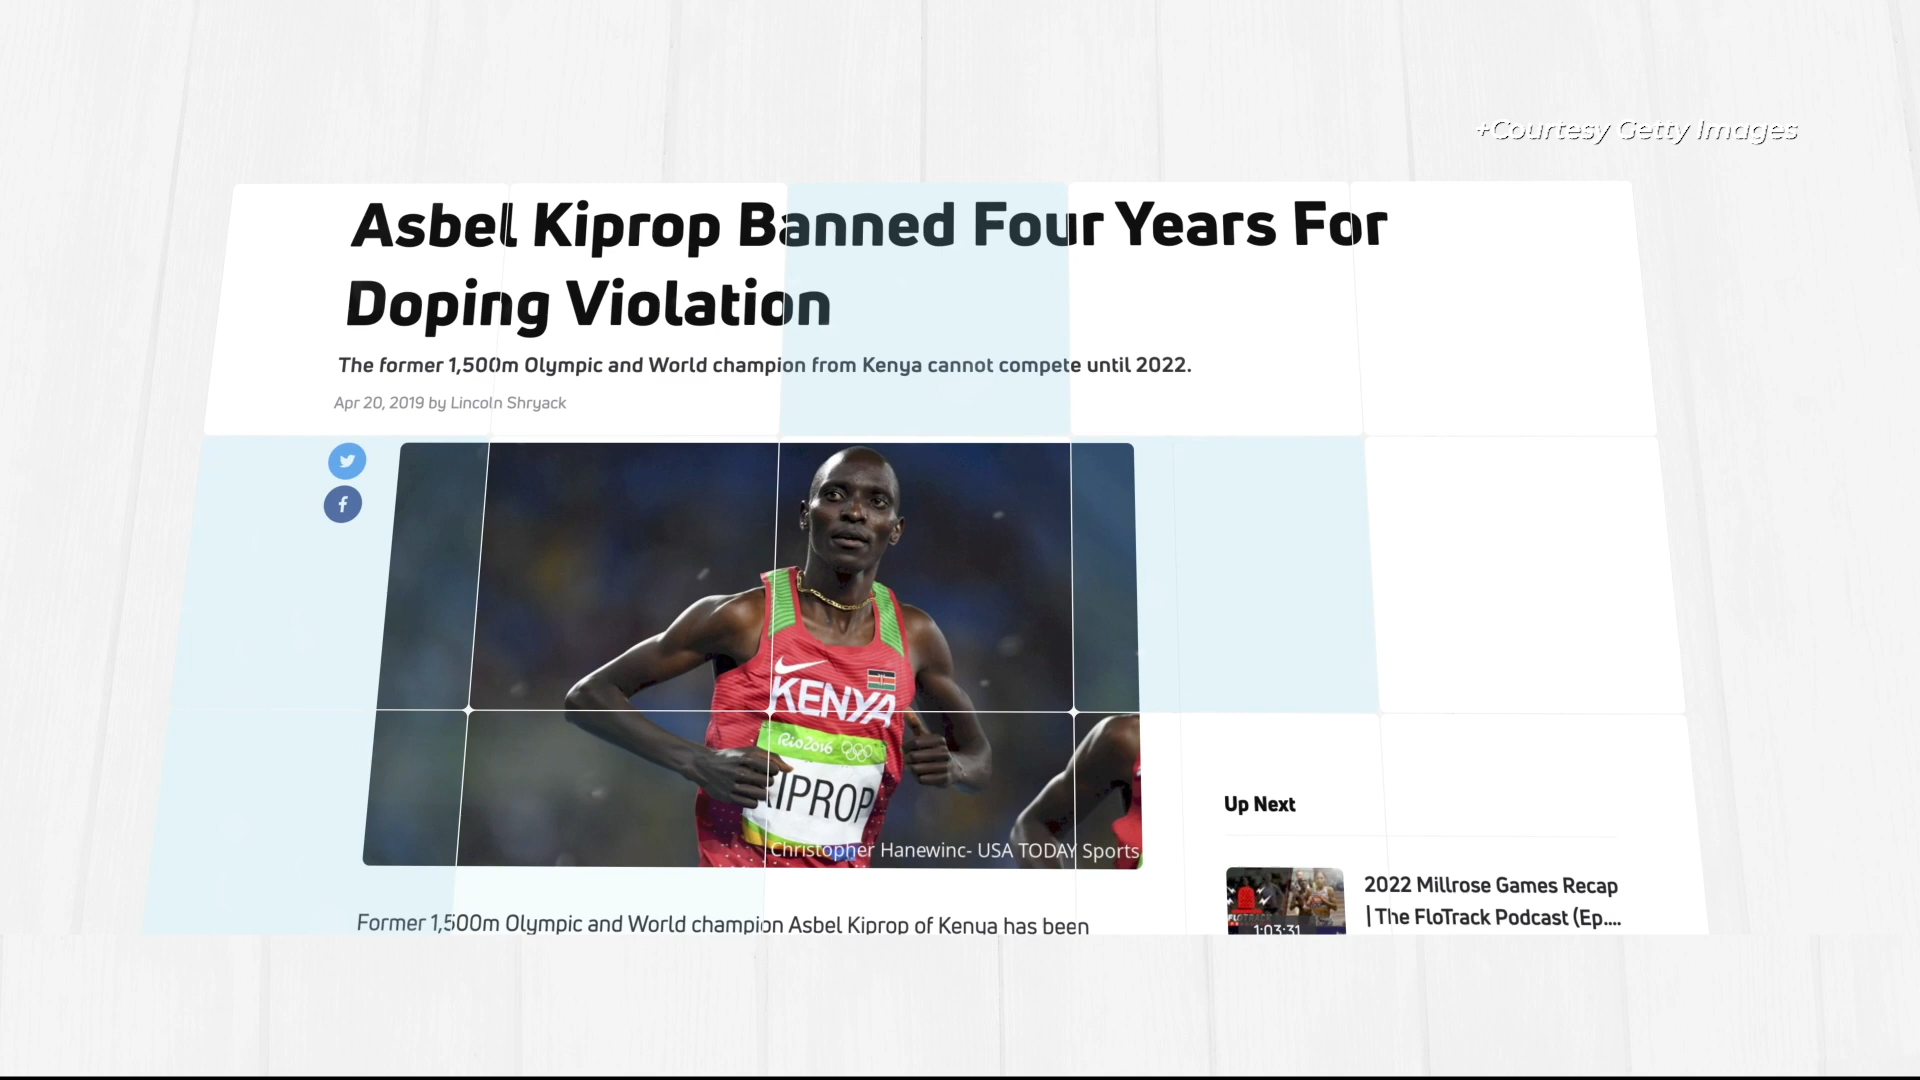 +Courtesy Getty Images
Asbel Kiprop Banned Four Years For
Doping Violation
The former 1,500m Olympic and World champion from Kenya cannot compete until 2022.
Apr 20, 2019 by Lincoln Shryack
KENYA
Rio2016
KIPROP
Christopher Hanewinc- USA TODAY Sports
Former 1,500m Olympic and World champion Asbel Kiprop of Kenya has been
Up Next
2022 Millrose Games Recap
| The FloTrack Podcast (Ep....
1:03:31